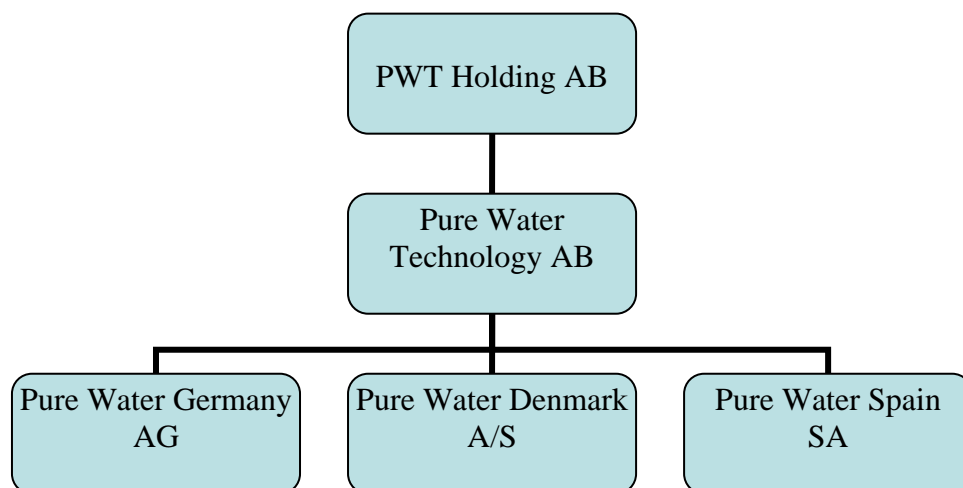 PWT Holding AB
Pure Water
Technology AB
Pure Water Germany
AG
Pure Water Denmark
A/S
Pure Water Spain
SA